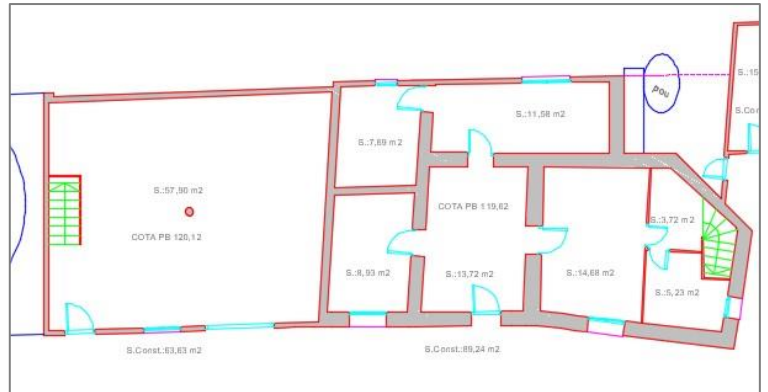 S.:15
pou
S.Con
S.:11,58 m2
S.:7,69 m2
S.:57,90 m2
COTA PB 119,62
S.:3,72 m2
COTA PB 120,12
S.:8,93 m2
S.:13,72 m2
S.:14,68 m2
S.:5,23 m2
S.Const.:63,63 m2
S.Const.:89,24 m2